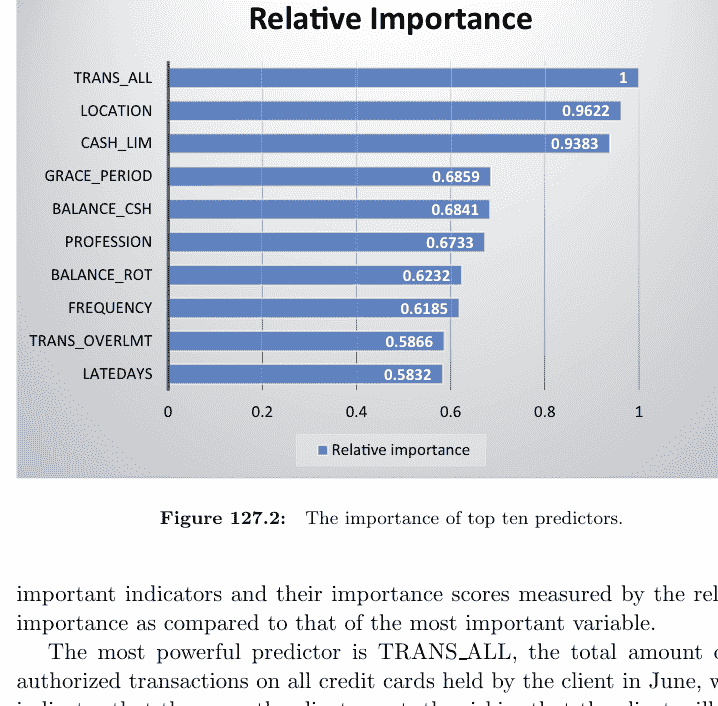 Relative Importance
TRANS_ALL 1
LOCATION 0.9622
CASH_LIM 0.9383
GRACE_PERIOD 0.6859
BALANCE_CSH 0.6841
PROFESSION 0.6733
BALANCE_ROT 0.6232
FREQUENCY 0.6185
TRANS_OVERLMT 0.5866
LATEDAYS 0.5832
0 0.2 0.4 0.6 0.8 1
Relative importance
Figure 127.2: The importance of top ten predictors.
important indicators and their importance scores measured by the rel
importance as compared to that of the most important variable.
The most powerful predictor is TRANS_ALL, the total amount
authorized transactions on all credit cards held by the client in June,